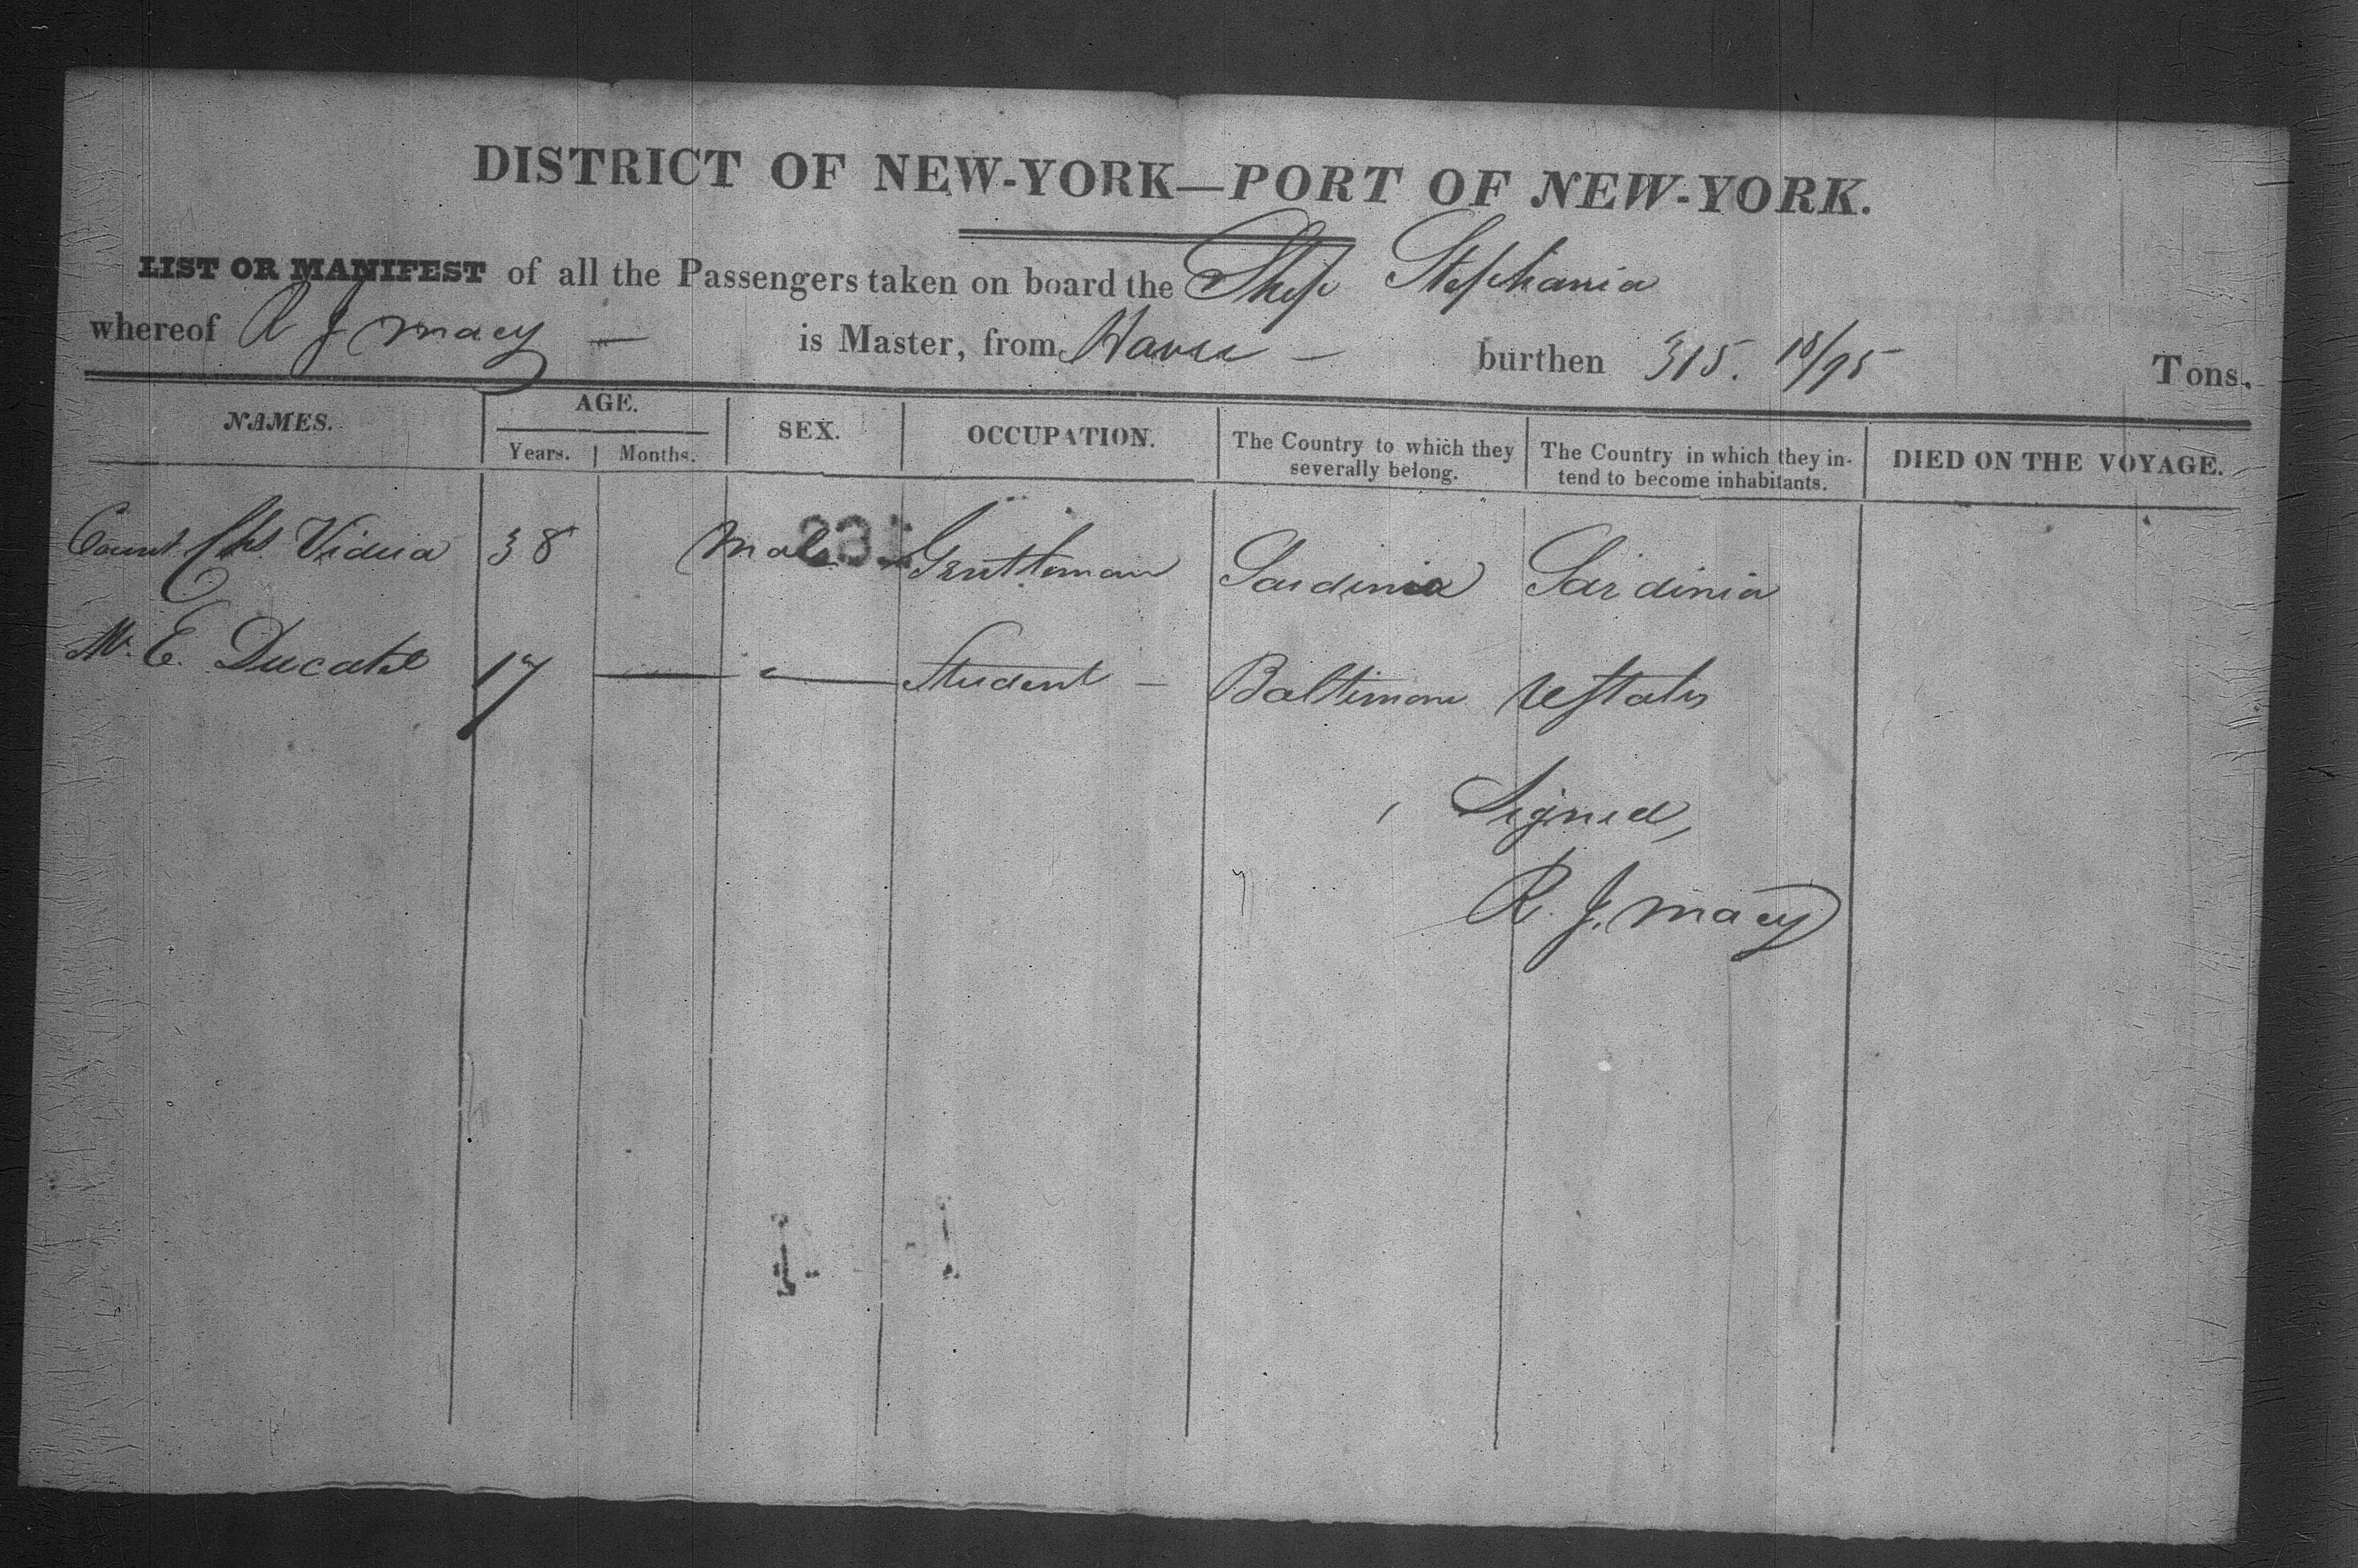 DISTRICT OF NEW-YORK—PORT OF NEW-YORK.
LIST OR MANIFEST of all the Passengers taken on board the Ship Stephania
whereof R J Macy — is Master, from Havre — burthen 315. 18/95 Tons.
NAMES. AGE. SEX. OCCUPATION. The Country to which they severally belong. The Country in which they intend to become inhabitants. DIED ON THE VOYAGE.
Years. Months.
Count Chs Vidua 38 Male Gentleman Sardinia Sardinia
Mr. E. Ducatel 17 — " — Student — Baltimore UStates
Signed,
R. J. Macy